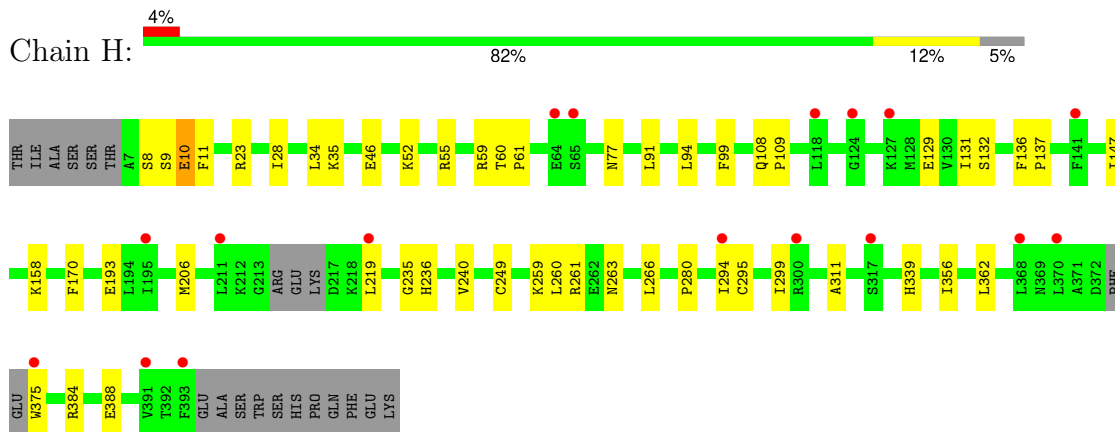 4%
Chain H:
82% 12% 5%
THR ILE ALA SER SER THR A7 S8 S9 E10 F11 R23 I28 L34 K35 E46 K52 R55 R59 T60 P61 E64 S65 N77 L91 L94 F99 Q108 P109 L118 G124 K127 M128 E129 V130 I131 S132 F136 P137 F141
K158 F170 E193 L194 I195 M206 L211 K212 G213 ARG GLU LYS D217 K218 L219 G235 H236 V240 C249 K259 L260 R261 E262 N263 L266 P280 I294 C295 I299 R300 A311 S317 H339 I356 L362 L368 N369 L370 A371 D372
GLU W375 R384 E388 V391 T392 F393 GLU ALA SER TRP SER HIS PRO GLN PHE GLU LYS